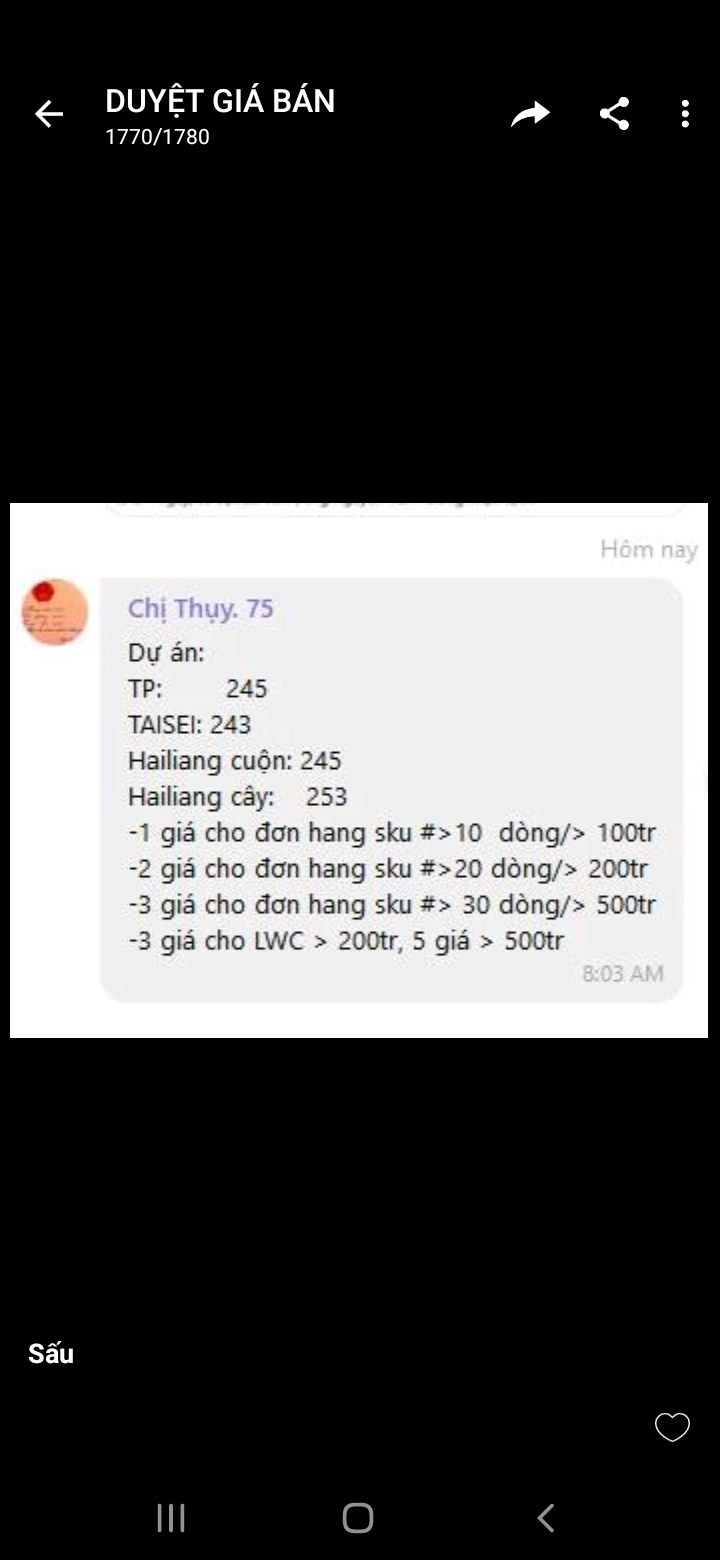 DUYỆT GIÁ BÁN
1770/1780
Hôm nay
Chị Thụy. 75
Dự án:
TP: 245
TAISEI: 243
Hailiang cuộn: 245
Hailiang cây: 253
-1 giá cho đơn hang sku #>10 dòng/> 100tr
-2 giá cho đơn hang sku #>20 dòng/> 200tr
-3 giá cho đơn hang sku #> 30 dòng/> 500tr
-3 giá cho LWC > 200tr, 5 giá > 500tr
8:03 AM
Sấu